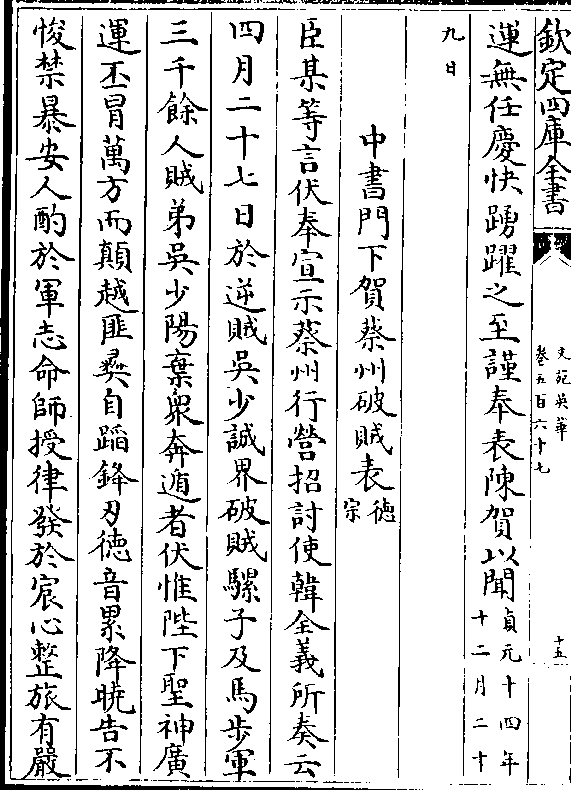 欽定四庫全書
文苑英華
卷五百六十七
十五
運無任慶快踴躍之至謹奉表陳賀以聞貞元十四年十二月二十
九日
中書門下賀蔡州破賊表德宗
臣某等言伏奉宣示蔡州行營招討使韓全義所奏云
四月二十七日於逆賊吳少誠界破賊騾子及馬步軍
三千餘人賊弟吳少陽棄衆奔遁者伏惟陛下聖神廣
運丕冒萬方而顛越匪彛自蹈鋒刃徳音累降曉告不
悛禁暴安人酌於軍志命師授律發於宸心整旅有嚴